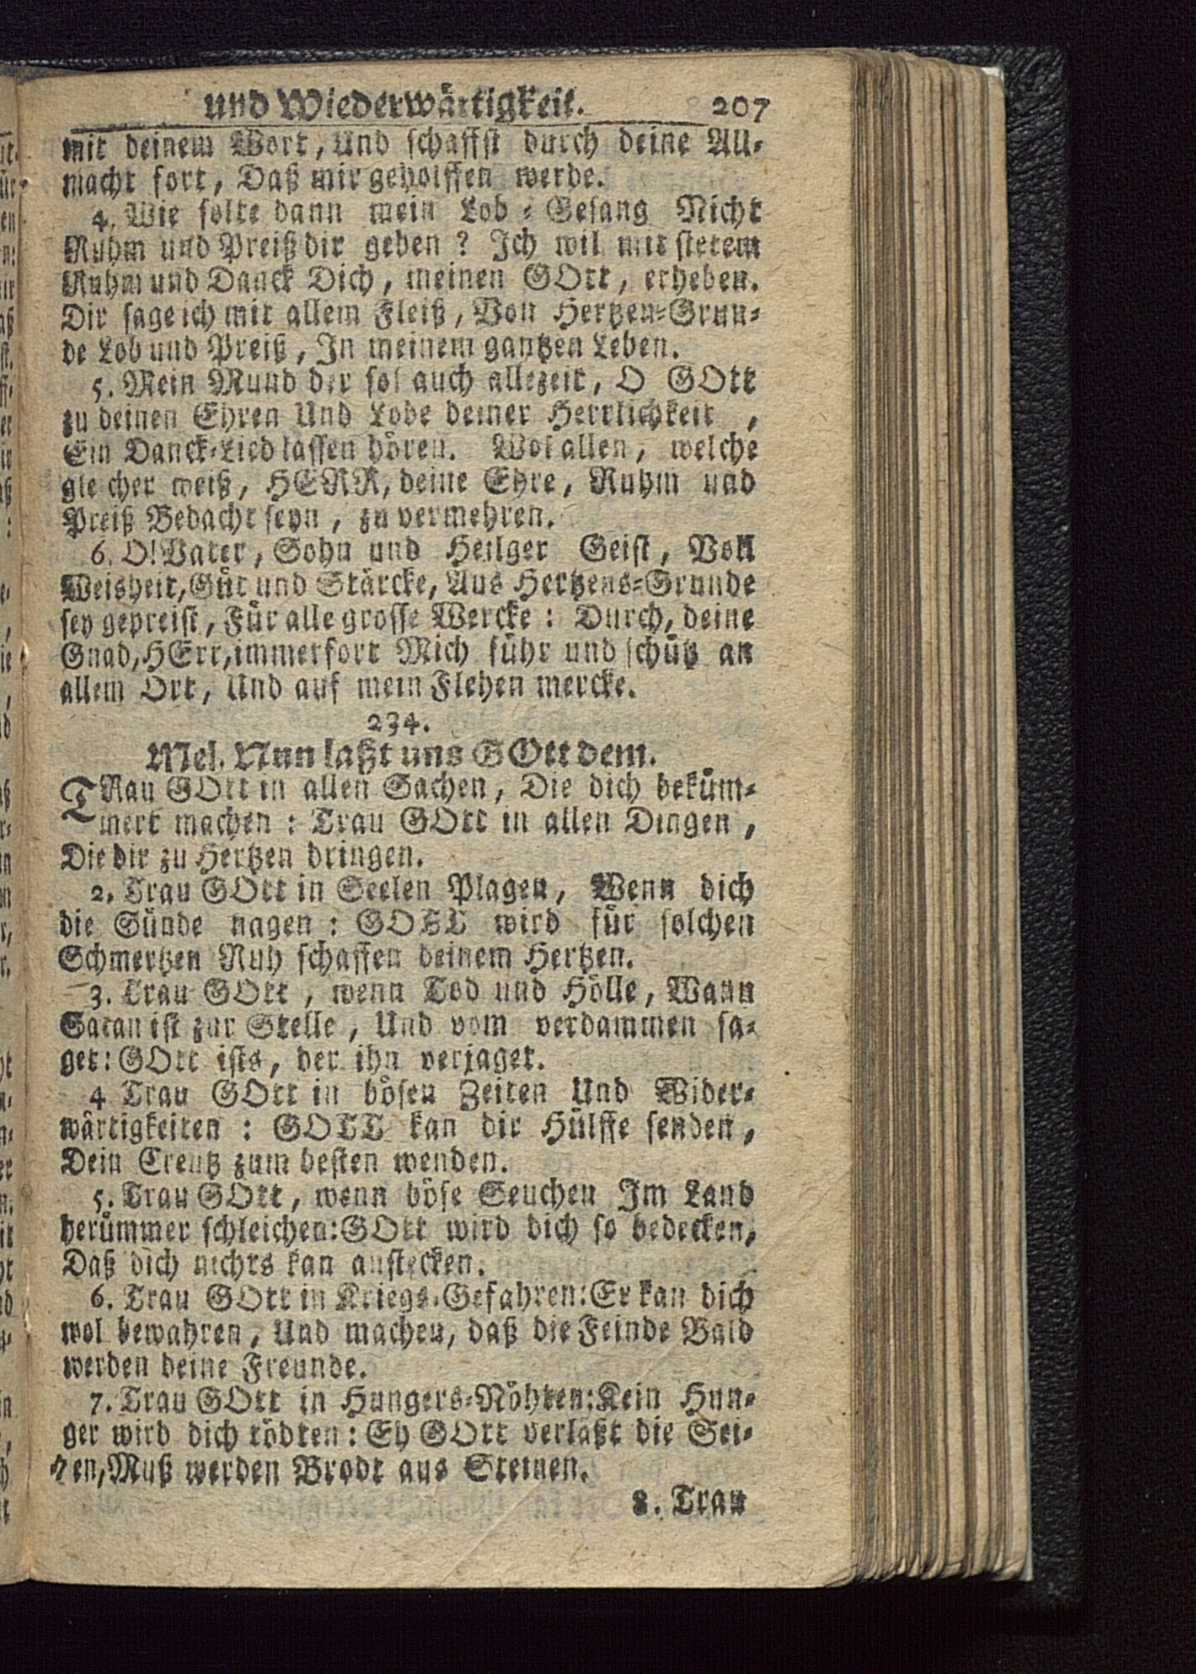 und Wiederwärtigkeit. 207
mit deinem Wort, Und schaffst durch deine All-
macht fort, Daß mir geholffen werde.
4. Wie solte dann mein Lob-Gesang Nicht
Ruhm und Preiß dir geben? Ich wil mit stetem
Ruhm und Danck Dich, meinen GOtt, erheben.
Dir sage ich mit allem Fleiß, Von Hertzen-Grun-
de Lob und Preiß, In meinem gantzen Leben.
5. Mein Mund der sol auch allezeit, O GOtt
zu deinen Ehren Und Lobe deiner Herrlichkeit,
Ein Danck-Lied lassen hören. Wol allen, welche
gleicher weiß, HERR, deine Ehre, Ruhm und
Preiß Bedacht seyn, zu vermehren.
6. O! Vater, Sohn und Heilger Geist, Voll
Weisheit, Güt und Stärcke, Aus Hertzens-Grunde
sey gepreist, Für alle grosse Wercke: Durch, deine
Gnad, HErr, immerfort Mich führ und schütz an
allem Ort, Und auf mein Flehen mercke.
234.
Mel. Nun laßt uns GOtt dem.
TRau GOtt in allen Sachen, Die dich beküm-
mert machen: Trau GOtt in allen Dingen,
Die dir zu Hertzen dringen.
2. Trau GOtt in Seelen Plagen, Wenn dich
die Sünde nagen: GOTT wird für solchen
Schmertzen Ruh schaffen deinem Hertzen.
3. Trau GOtt, wenn Tod und Hölle, Wann
Satan ist zur Stelle, Und vom verdammen sa-
get: GOtt ists, der ihn verjaget.
4 Trau GOtt in bösen Zeiten Und Wider-
wärtigkeiten: GOTT kan dir Hülffe senden,
Dein Creutz zum besten wenden.
5. Trau GOtt, wenn böse Seuchen Im Land
herümmer schleichen: GOtt wird dich so bedecken,
Daß dich nichts kan anstecken.
6. Trau GOtt in Kriegs-Gefahren: Er kan dich
wol bewahren, Und machen, daß die Feinde Bald
werden deine Freunde.
7. Trau GOtt in Hungers-Nöhten: Kein Hun-
ger wird dich tödten: Eh GOtt verläßt die Sei-
nen, Muß werden Brodt aus Steinen.
8. Trau